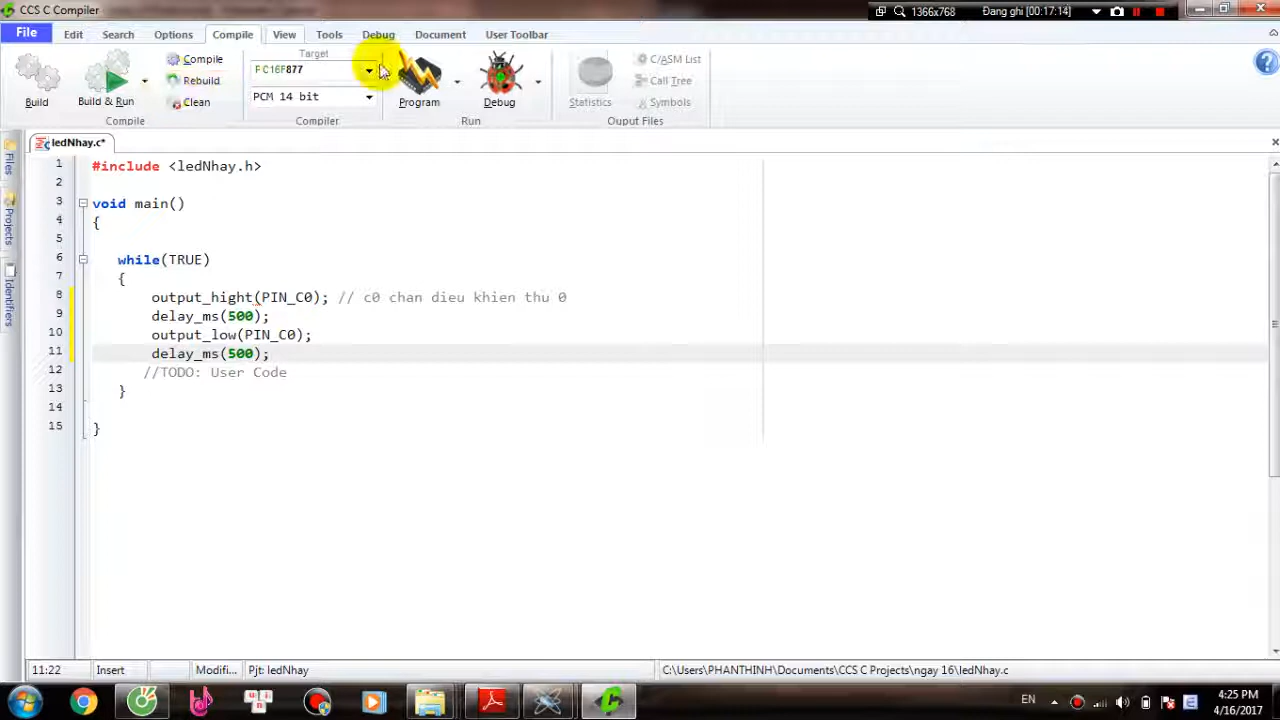 CCS C Compiler
1366x768 Đang ghi [00:17:14]
File Edit Search Options Compile View Tools Debug Document User Toolbar
Build
Build & Run
Compile
Rebuild
Clean
Compile
Target
PIC16F877
PCM 14 bit
Compiler
Program
Debug
Run
Statistics
C/ASM List
Call Tree
Symbols
Ouput Files
ledNhay.c*
Files
Projects
Identifiers
1 #include <ledNhay.h>
2
3 void main()
4 {
5
6 while(TRUE)
7 {
8 output_hight(PIN_C0); // c0 chan dieu khien thu 0
9 delay_ms(500);
10 output_low(PIN_C0);
11 delay_ms(500);
12 //TODO: User Code
13 }
14
15 }
11:22 Insert Modifi... Pjt: ledNhay C:\Users\PHANTHINH\Documents\CCS C Projects\ngay 16\ledNhay.c
EN
4:25 PM
4/16/2017